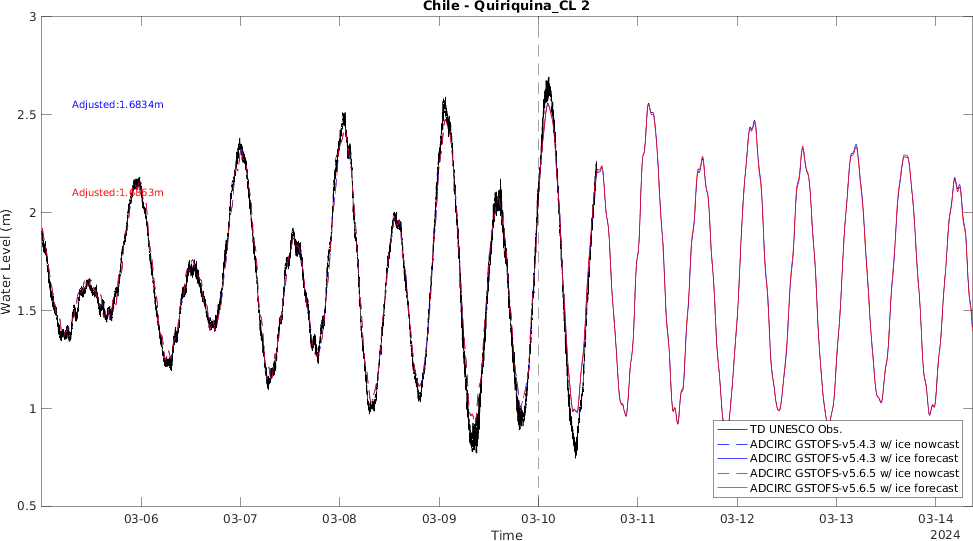 Chile - Quiriquina_CL 2
Water Level (m)
3
2.5
2
1.5
1
0.5
Adjusted:1.6834m
Adjusted:1.6863m
TD UNESCO Obs.
ADCIRC GSTOFS-v5.4.3 w/ ice nowcast
ADCIRC GSTOFS-v5.4.3 w/ ice forecast
ADCIRC GSTOFS-v5.6.5 w/ ice nowcast
ADCIRC GSTOFS-v5.6.5 w/ ice forecast
03-06 03-07 03-08 03-09 03-10 03-11 03-12 03-13 03-14
Time
2024